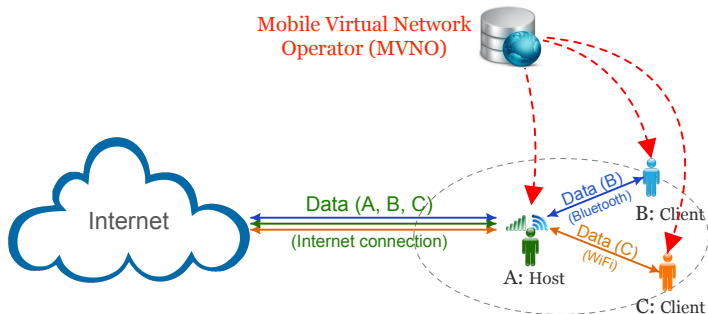 Mobile Virtual Network
Operator (MVNO)
Internet
Data (A, B, C)
(Internet connection)
Data (B)
(Bluetooth)
B: Client
Data (C)
(WiFi)
A: Host
C: Client